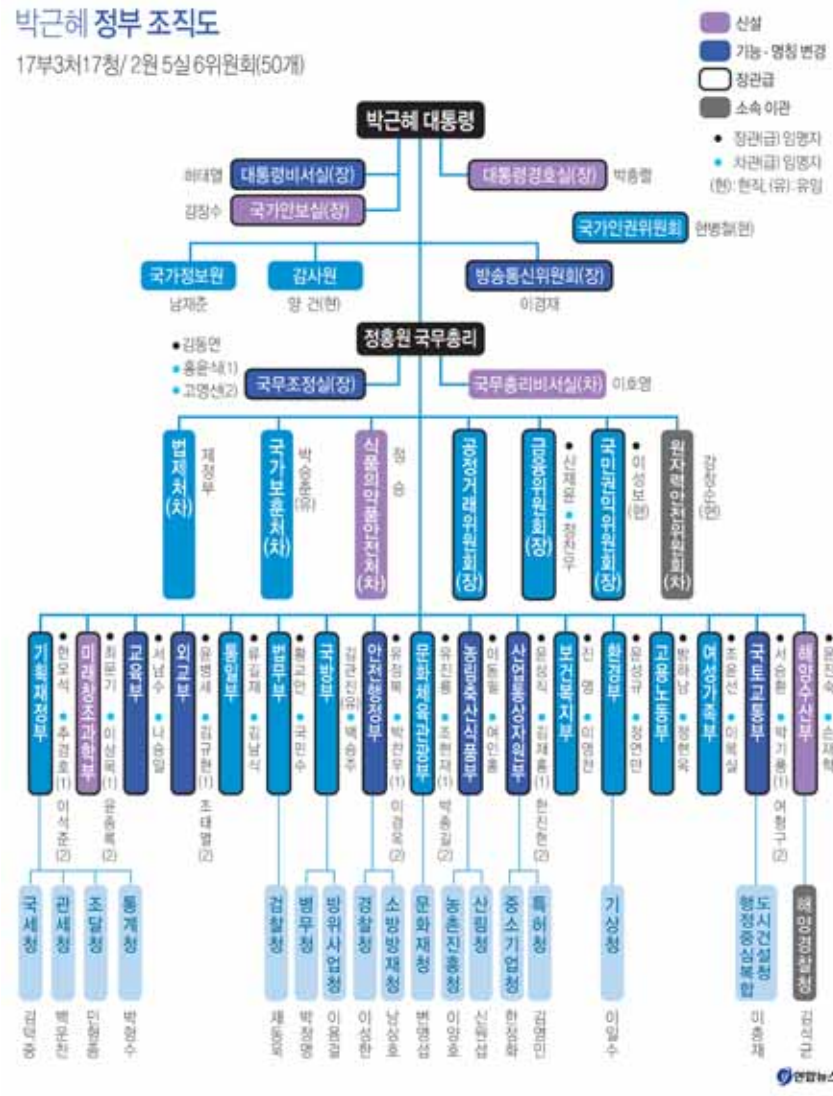 박근혜 정부 조직도
17부3처17청/ 2원 5실 6위원회(50개)
신설
기능-명칭 변경
장관급
소속 이관
• 장관(급) 임명자
• 차관(급) 임명자
(현): 현직, (유): 유임
박근혜 대통령
허태열 대통령비서실(장)
대통령경호실(장) 박흥렬
김장수 국가안보실(장)
국가인권위원회 현병철(현)
국가정보원
남재준
감사원
양 건(현)
방송통신위원회(장)
이경재
정홍원 국무총리
•김동연
•홍윤식(1)
•고영선(2)
국무조정실(장)
국무총리비서실(차) 이호영
법제처(차)
제정부
국가보훈처(차)
박승춘(유)
식품의약품안전처(차)
정 승
공정거래위원회(장)
금융위원회(장)
•신제윤 •정찬우
국민권익위원회(장)
•이성보(현)
원자력안전위원회(차)
강창순(현)
기획재정부
•현오석 •추경호(1) 이석준(2)
미래창조과학부
•최문기 •이상목(1) 윤종록(2)
교육부
•서남수 •나승일
외교부
•윤병세 •김규현(1) 조태열(2)
통일부
•류길재 •김남식
법무부
•황교안 •국민수
국방부
김관진(유) •백승주
안전행정부
•유정복 •박찬우(1) 이경옥(2)
문화체육관광부
•유진룡 •조현재(1) 박종길(2)
농림축산식품부
•이동필 •여인홍
산업통상자원부
•윤상직 •김재홍(1) 한진현(2)
보건복지부
•진 영 •이영찬
환경부
•윤성규 •정연만
고용노동부
•방하남 •정현옥
여성가족부
•조윤선 •이복실
국토교통부
•서승환 •박기풍(1) 여형구(2)
해양수산부
•윤진숙 •손재학
국세청
김덕중
관세청
백운찬
조달청
민형종
통계청
박형수
검찰청
채동욱
병무청
박창명
방위사업청
이용걸
경찰청
이성한
소방방재청
남상호
문화재청
변영섭
농촌진흥청
이양호
산림청
신원섭
중소기업청
한정화
특허청
김영민
기상청
이일수
행정중심복합
도시건설청
이충재
해양경찰청
김석균
연합뉴스